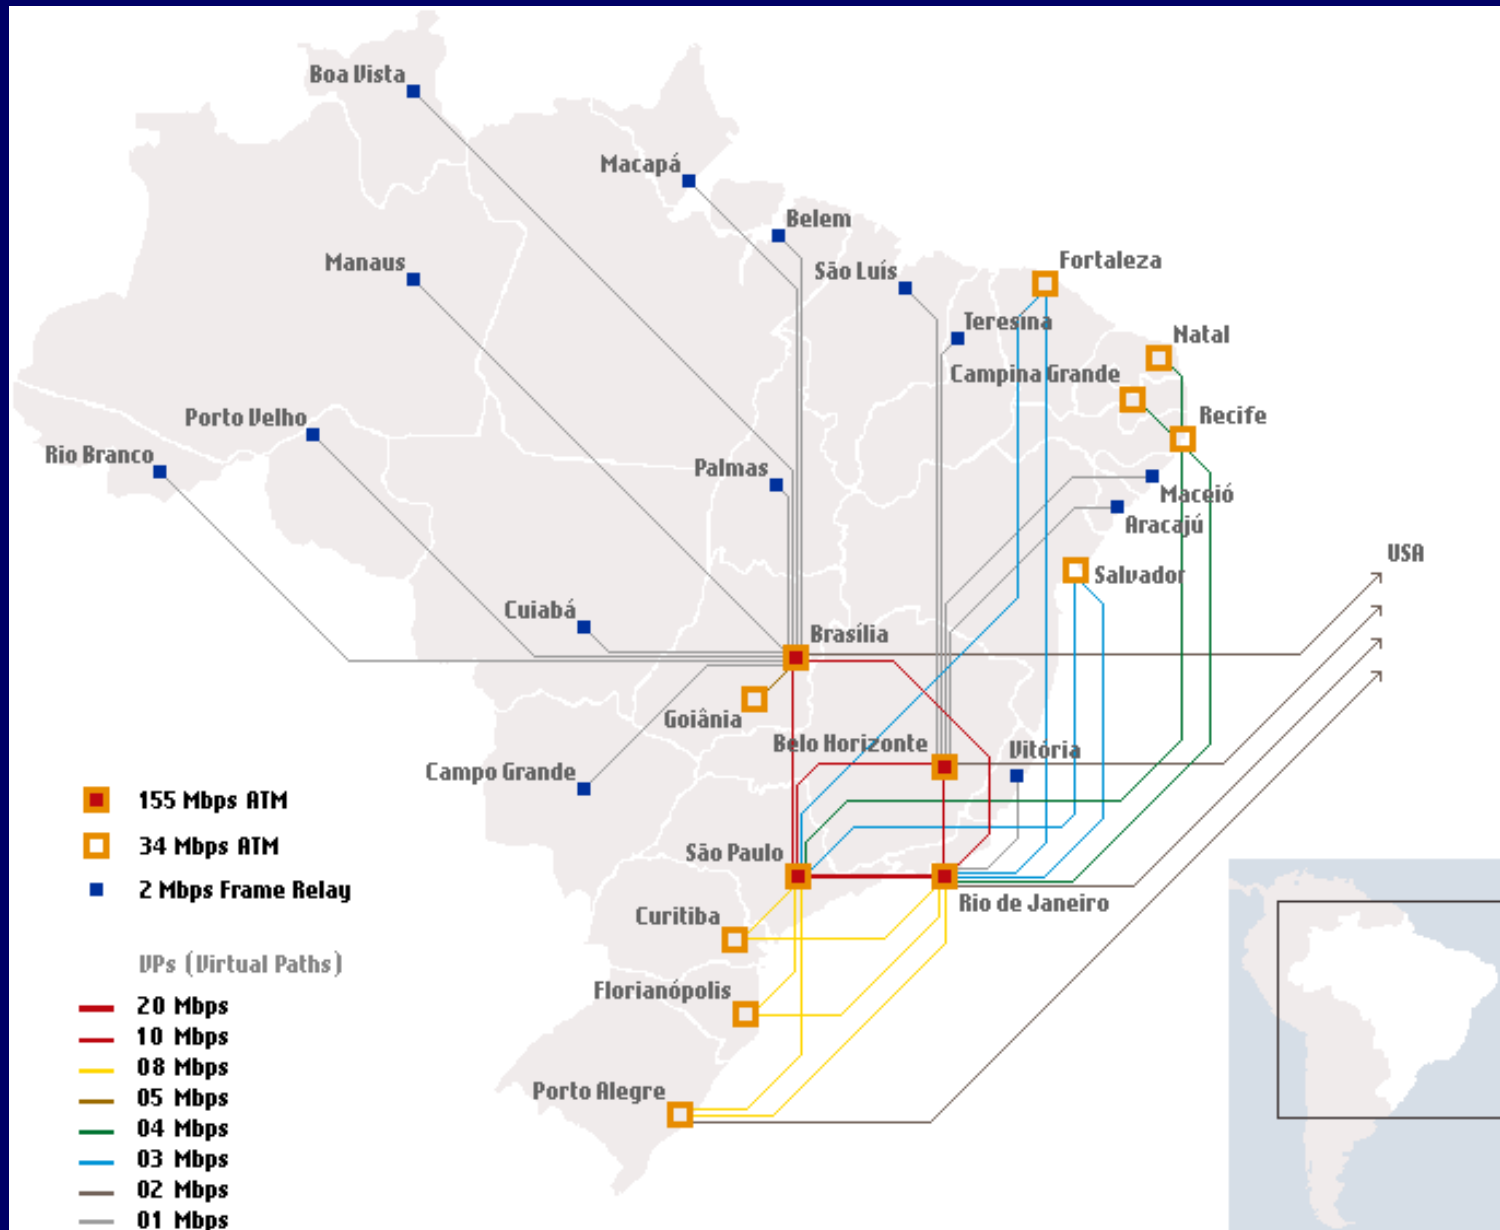 Boa Vista
Macapá
Belem
Manaus
São Luís
Fortaleza
Teresina
Natal
Campina Grande
Porto Velho
Recife
Rio Branco
Palmas
Maceió
Aracajú
USA
Salvador
Cuiabá
Brasília
Goiânia
Belo Horizonte
Vitória
Campo Grande
155 Mbps ATM
34 Mbps ATM
São Paulo
2 Mbps Frame Relay
Rio de Janeiro
Curitiba
VPs (Virtual Paths)
Florianópolis
20 Mbps
10 Mbps
08 Mbps
Porto Alegre
05 Mbps
04 Mbps
03 Mbps
02 Mbps
01 Mbps